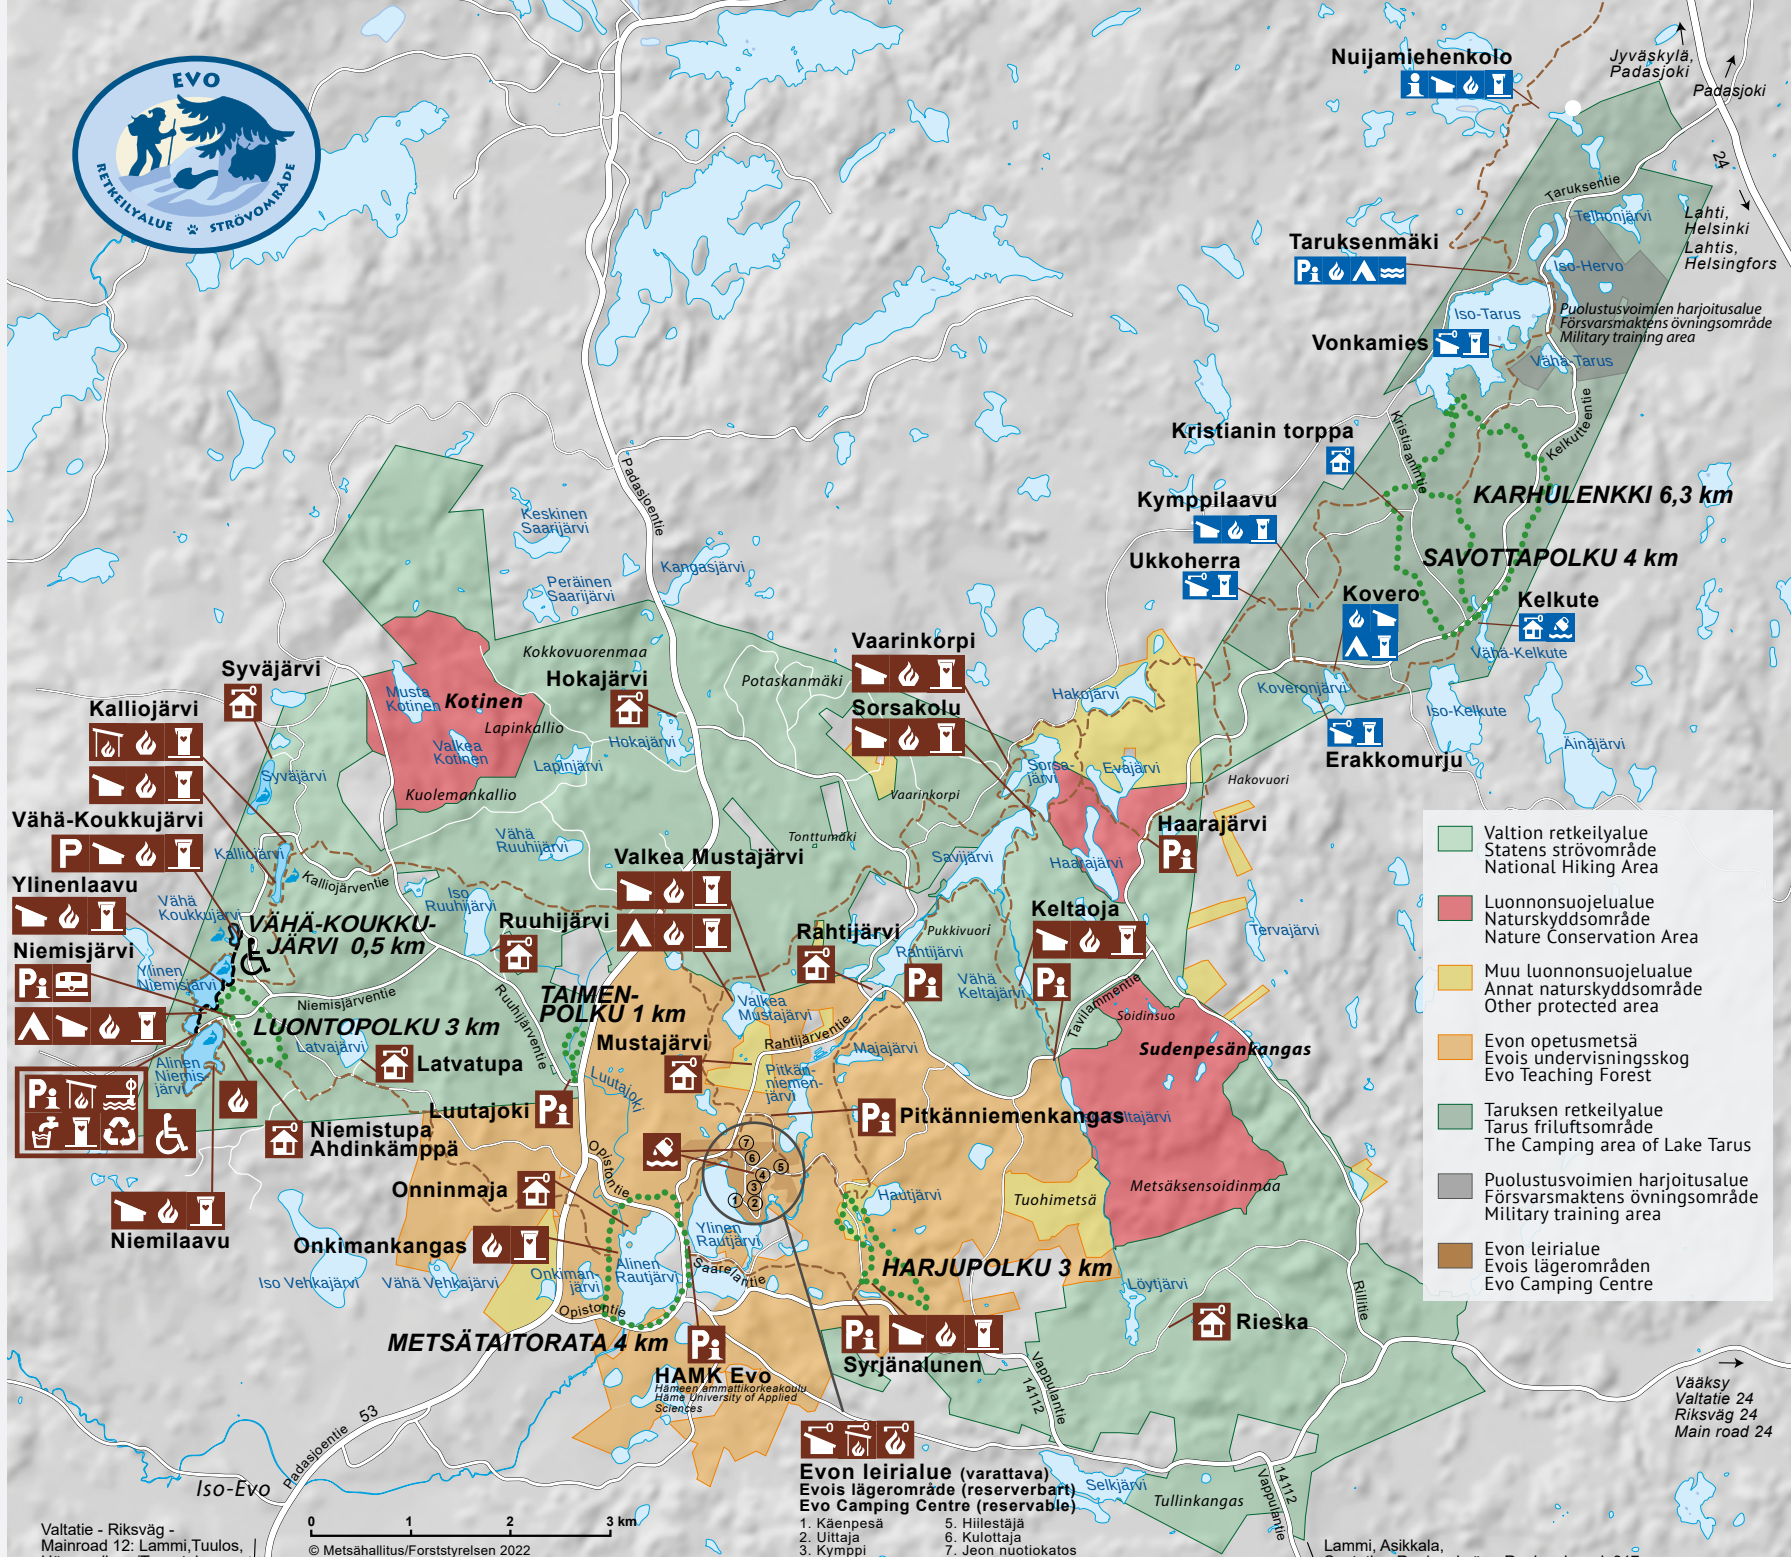 EVO
RETKEILYALUE
STRÖVOMRÅDE
Nuijamiehenkolo
Jyväskylä,
Padasjoki
Padasjoki
24
Taruksentie
Telhonjärvi
Lahti,
Helsinki
Lahtis,
Helsingfors
Taruksenmäki
Iso-Hervo
Iso-Tarus
Puolustusvoimien harjoitusalue
Försvarsmaktens övningsområde
Military training area
Vonkamies
Vähä-Tarus
Kristianintie
Kelkutteentie
Kristianin torppa
Padasjoentie
KARHULENKKI 6,3 km
Kymppilaavu
Keskinen
Saarijärvi
Ukkoherra
SAVOTTAPOLKU 4 km
Kangasjärvi
Peräinen
Saarijärvi
Kovero
Kelkute
Vaarinkorpi
Vähä-Kelkute
Kokkovuorenmaa
Syväjärvi
Hokajärvi
Potaskanmäki
Hakojärvi
Koveronjärvi
Musta
Kotinen
Kotinen
Kalliojärvi
Lapinkallio
Sorsakolu
Iso-Kelkute
Valkea
Kotinen
Hokajärvi
Lapinjärvi
Äinäjärvi
Erakkomurju
Syväjärvi
Sorsa-
järvi
Evajärvi
Hakovuori
Kuolemankallio
Vaarinkorpi
Vähä-Koukkujärvi
Vähä
Ruuhijärvi
Tonttumäki
Haarajärvi
Kalliojärvi
Valkea Mustajärvi
Savijärvi
Haarajärvi
Kalliojärventie
Ylinenlaavu
Iso
Ruuhijärvi
Vähä
Koukkujärvi
VÄHÄ-KOUKKU-
JÄRVI 0,5 km
Ruuhijärvi
Rahtijärvi
Keltaoja
Pukkivuori
Tervajärvi
Niemisjärvi
Rahtijärvi
Ylinen
Niemisjärvi
Vähä
Keltajärvi
Niemisjärventie
Ruuhijärventie
TAIMEN-
POLKU 1 km
Valkea
Mustajärvi
Tavilammentie
Soidinsuo
LUONTOPOLKU 3 km
Rahtijärventie
Mustajärvi
Majajärvi
Sudenpesänkangas
Latvajärvi
Alinen
Niemis-
järvi
Latvatupa
Luutajoki
Pitkän-
niemen-
järvi
Luutajoki
Pitkänniemenkangas
Niemistupa
Ahdinkämppä
Opistontie
7
6
5
4
3
1
2
Onninmaja
Hautjärvi
Tuohimetsä
Metsäksensoidinmaa
Niemilaavu
Onkimankangas
Ylinen
Rautjärvi
Iso Vehkajärvi
Vähä Vehkajärvi
Onkiman-
järvi
Alinen
Rautjärvi
Saarelantie
HARJUPOLKU 3 km
Löytjärvi
Rillitie
Opistontie
Rieska
METSÄTAITORATA 4 km
HAMK Evo
Hämeen ammattikorkeakoulu
Häme University of Applied
Sciences
Syrjänalunen
Vappulantie
14112
Valtion retkeilyalue
Statens strövområde
National Hiking Area
Luonnonsuojelualue
Naturskyddsområde
Nature Conservation Area
Muu luonnonsuojelualue
Annat naturskyddsområde
Other protected area
Evon opetusmetsä
Evois undervisningsskog
Evo Teaching Forest
Taruksen retkeilyalue
Tarus friluftsområde
The Camping area of Lake Tarus
Puolustusvoimien harjoitusalue
Försvarsmaktens övningsområde
Military training area
Evon leirialue
Evois lägerområden
Evo Camping Centre
Vääksy
Valtatie 24
Riksväg 24
Main road 24
Padasjoentie 53
Iso-Evo
Evon leirialue (varattava)
Evois lägerområde (reserverbart)
Evo Camping Centre (reservable)
1. Käenpesä
2. Uittaja
3. Kymppi
5. Hiilestäjä
6. Kulottaja
7. Jeon nuotiokatos
Selkjärvi
Tullinkangas
14112
Vappulantie
0 1 2 3 km
© Metsähallitus/Forststyrelsen 2022
Valtatie - Riksväg -
Mainroad 12: Lammi,Tuulos,
Lammi, Asikkala,